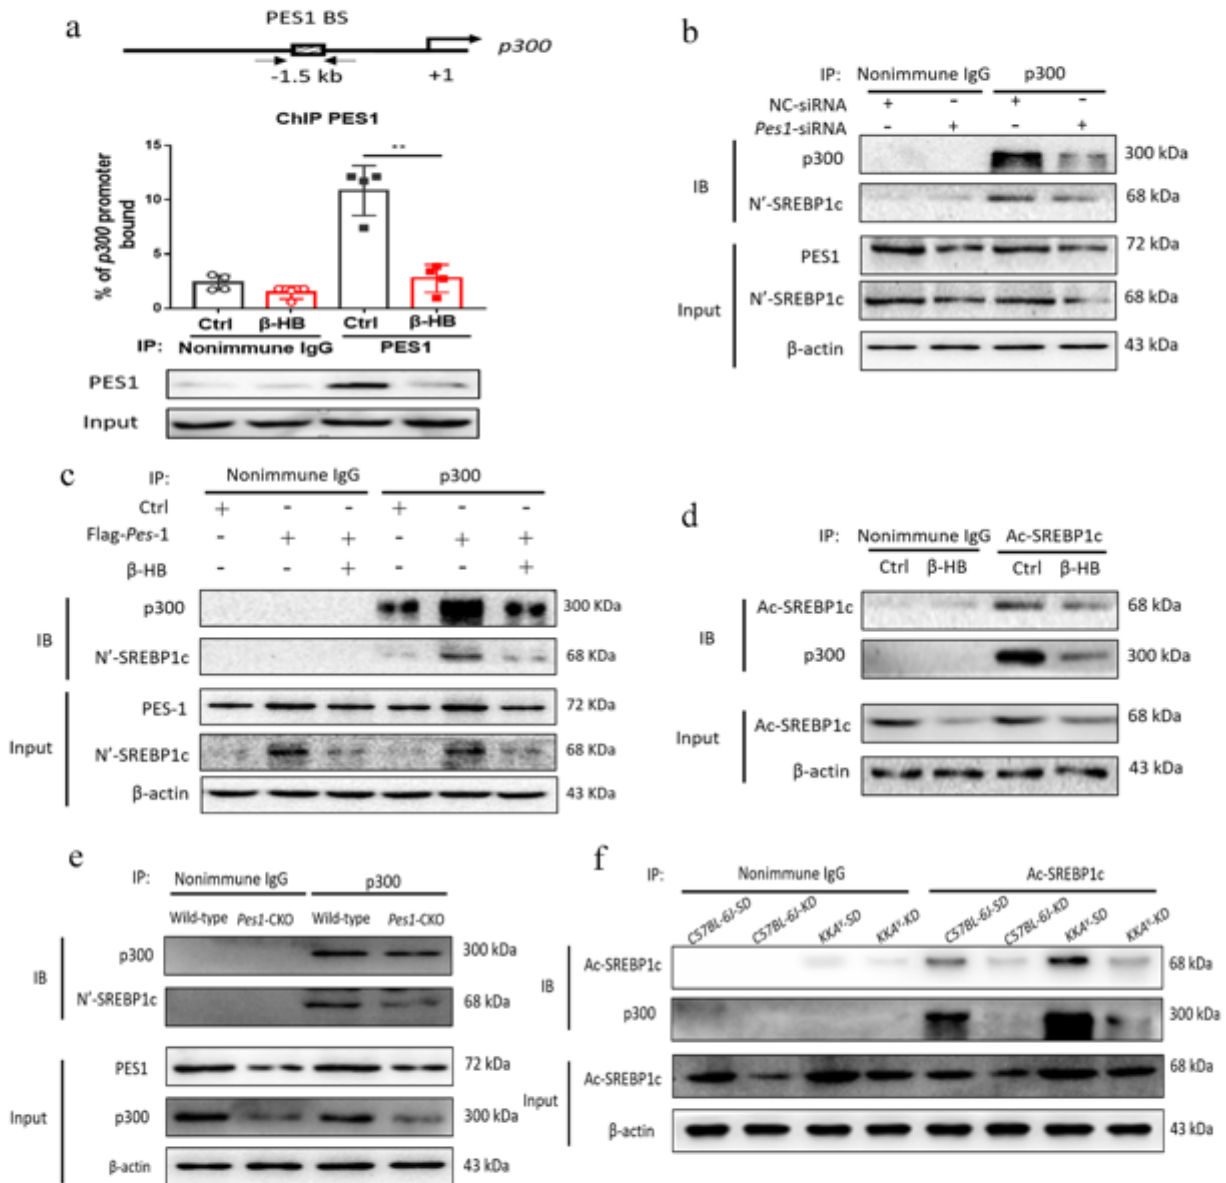 a
PES1 BS
p300
-1.5 kb
+1
ChIP PES1
% of p300 promoter
bound
15
10
5
0
--
Ctrl β-HB Ctrl β-HB
IP: Nonimmune IgG PES1
PES1
Input
b
IP: Nonimmune IgG p300
NC-siRNA + - + -
Pes1-siRNA - + - +
IB
p300 300 kDa
N'-SREBP1c 68 kDa
Input
PES1 72 kDa
N'-SREBP1c 68 kDa
β-actin 43 kDa
c
IP: Nonimmune IgG p300
Ctrl + - - + - -
Flag-Pes-1 - + + - + +
β-HB - - + - - +
IB
p300 300 KDa
N'-SREBP1c 68 KDa
Input
PES-1 72 KDa
N'-SREBP1c 68 KDa
β-actin 43 KDa
d
IP: Nonimmune IgG Ac-SREBP1c
Ctrl β-HB Ctrl β-HB
IB
Ac-SREBP1c 68 kDa
p300 300 kDa
Input
Ac-SREBP1c 68 kDa
β-actin 43 kDa
e
IP: Nonimmune IgG p300
Wild-type Pes1-CKO Wild-type Pes1-CKO
IB
p300 300 kDa
N'-SREBP1c 68 kDa
Input
PES1 72 kDa
p300 300 kDa
β-actin 43 kDa
f
IP: Nonimmune IgG Ac-SREBP1c
C57BL-6J-SD C57BL-6J-KD KKAʸ-SD KKAʸ-KD C57BL-6J-SD C57BL-6J-KD KKAʸ-SD KKAʸ-KD
IB
Ac-SREBP1c 68 kDa
p300 300 kDa
Input
Ac-SREBP1c 68 kDa
β-actin 43 kDa